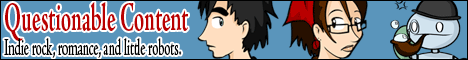 Questionable Content
Indie rock, romance, and little robots.